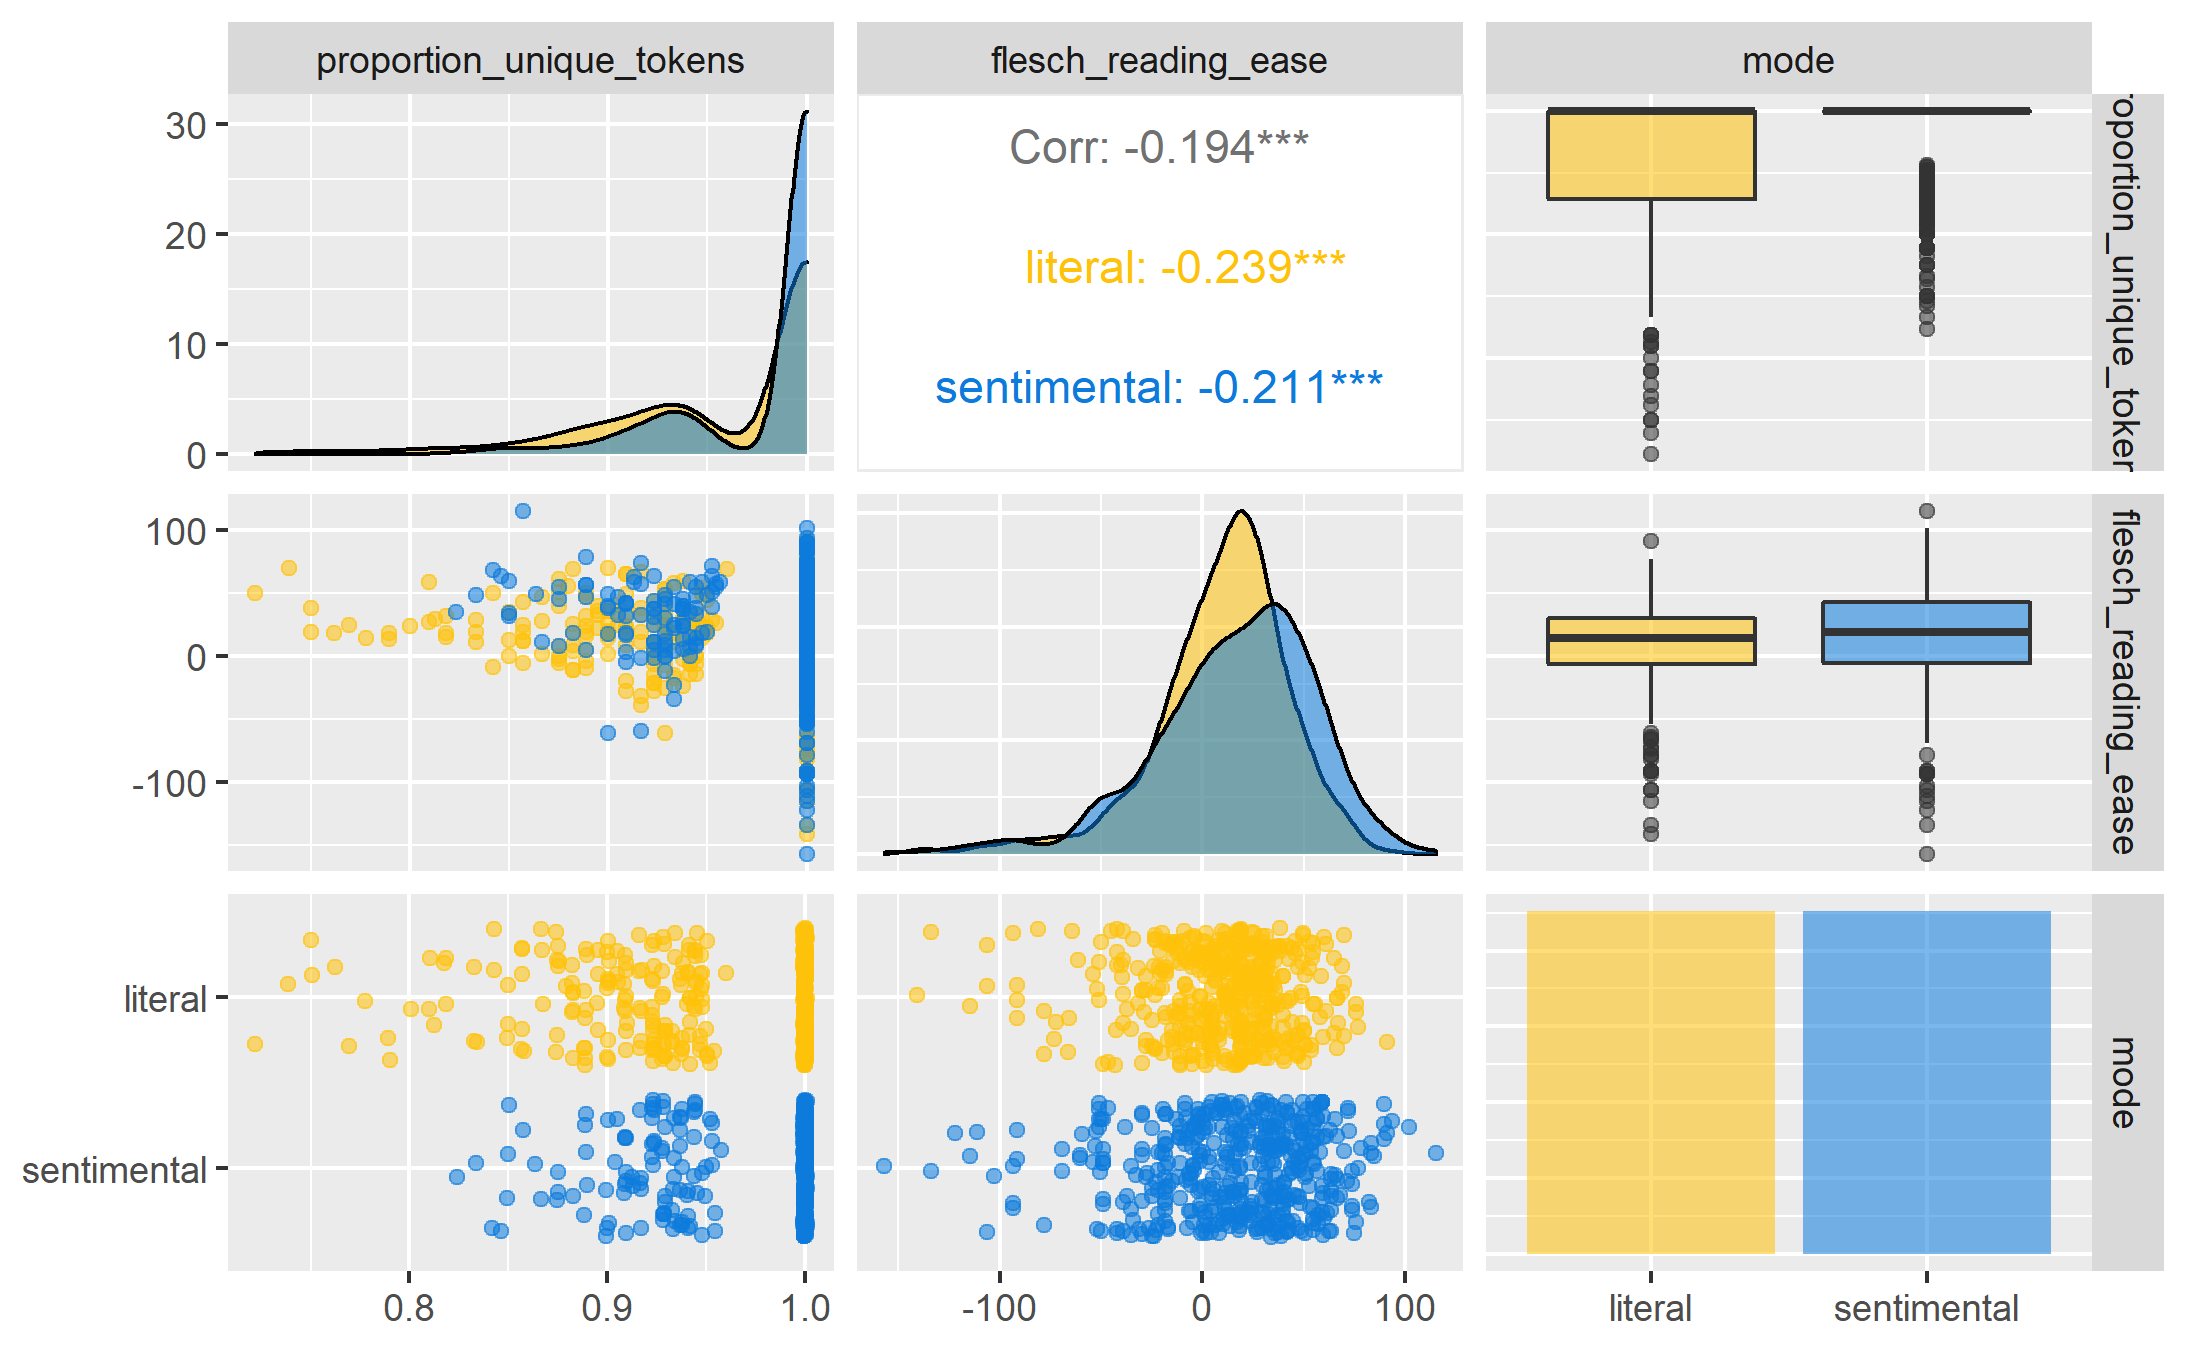 proportion_unique_tokens flesch_reading_ease mode
30
20
10
0
Corr: -0.194***
literal: -0.239***
sentimental: -0.211***
roportion_unique_token
100
0
-100
flesch_reading_ease
literal
sentimental
mode
0.8 0.9 1.0 -100 0 100 literal sentimental